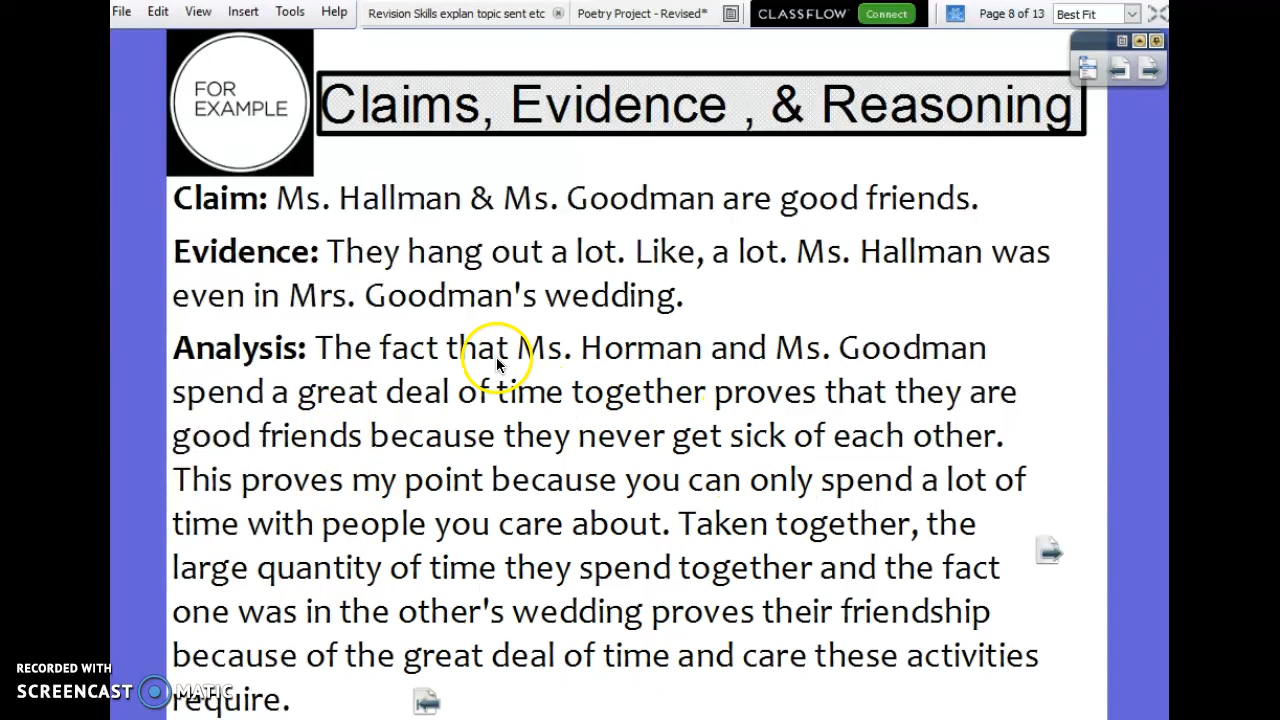 File Edit View Insert Tools Help Revision Skills explan topic sent etc Poetry Project - Revised* CLASSFLOW Connect Page 8 of 13 Best Fit
FOR
EXAMPLE
Claims, Evidence , & Reasoning
Claim: Ms. Hallman & Ms. Goodman are good friends.
Evidence: They hang out a lot. Like, a lot. Ms. Hallman was
even in Mrs. Goodman's wedding.
Analysis: The fact that Ms. Horman and Ms. Goodman
spend a great deal of time together proves that they are
good friends because they never get sick of each other.
This proves my point because you can only spend a lot of
time with people you care about. Taken together, the
large quantity of time they spend together and the fact
one was in the other's wedding proves their friendship
because of the great deal of time and care these activities
require.
RECORDED WITH
SCREENCAST MATIC